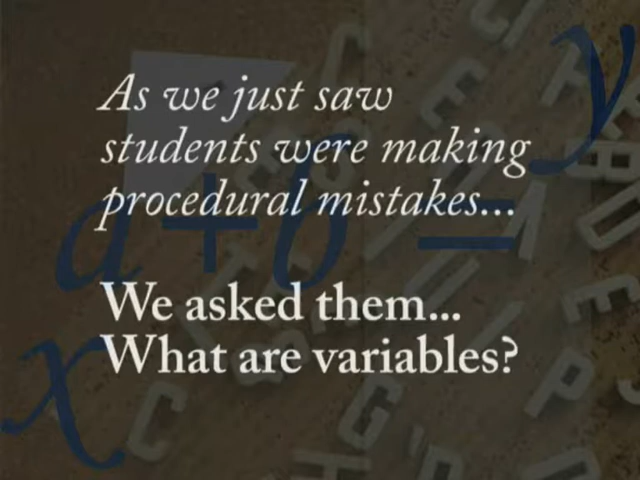 As we just saw
students were making
procedural mistakes...
We asked them...
What are variables?
a + b =
y
x